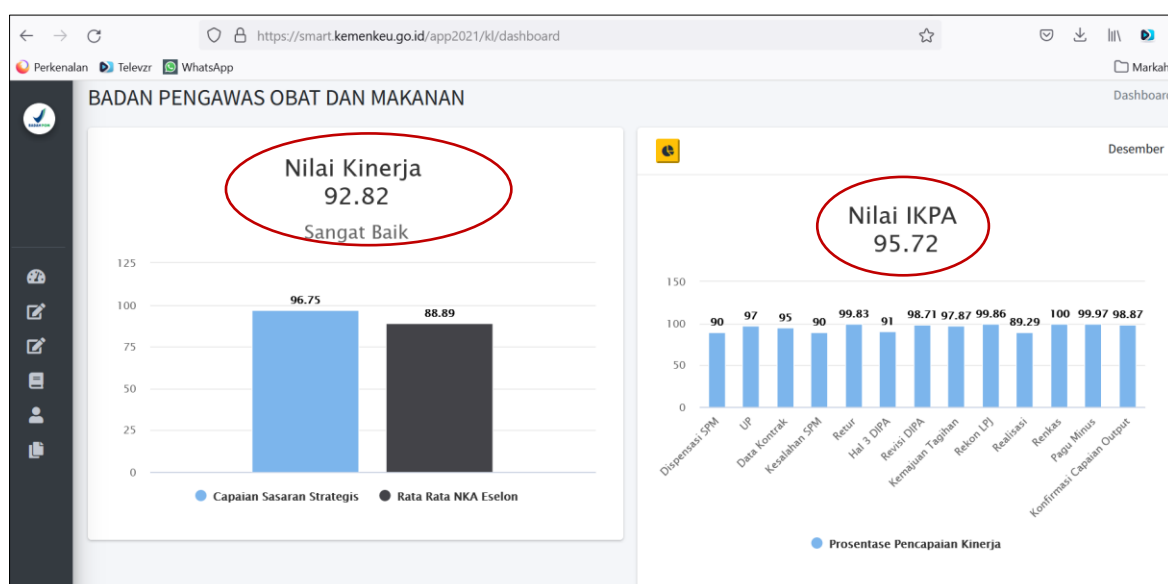 https://smart.kemenkeu.go.id/app2021/kl/dashboard
Perkenalan Televzr WhatsApp Markah
BADAN PENGAWAS OBAT DAN MAKANAN
Dashboard
Nilai Kinerja
92.82
Sangat Baik
125
100
75
50
25
0
96.75
88.89
Capaian Sasaran Strategis Rata Rata NKA Eselon
Desember
Nilai IKPA
95.72
150
100
50
0
90 97 95 90 99.83 91 98.71 97.87 99.86 89.29 100 99.97 98.87
Dispensasi SPM
UP
Data Kontrak
Kesalahan SPM
Retur
Hal 3 DIPA
Revisi DIPA
Kemajuan Tagihan
Rekon LPJ
Realisasi
Renkas
Pagu Minus
Konfirmasi Capaian Output
Prosentase Pencapaian Kinerja